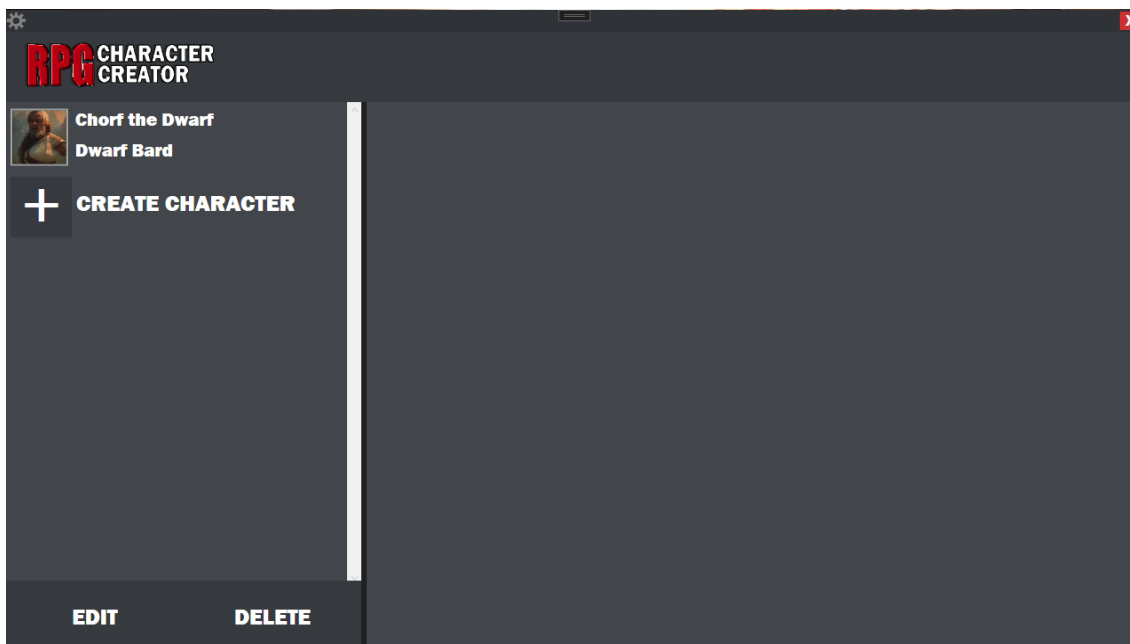 RPG CHARACTER
CREATOR
Chorf the Dwarf
Dwarf Bard
CREATE CHARACTER
EDIT DELETE